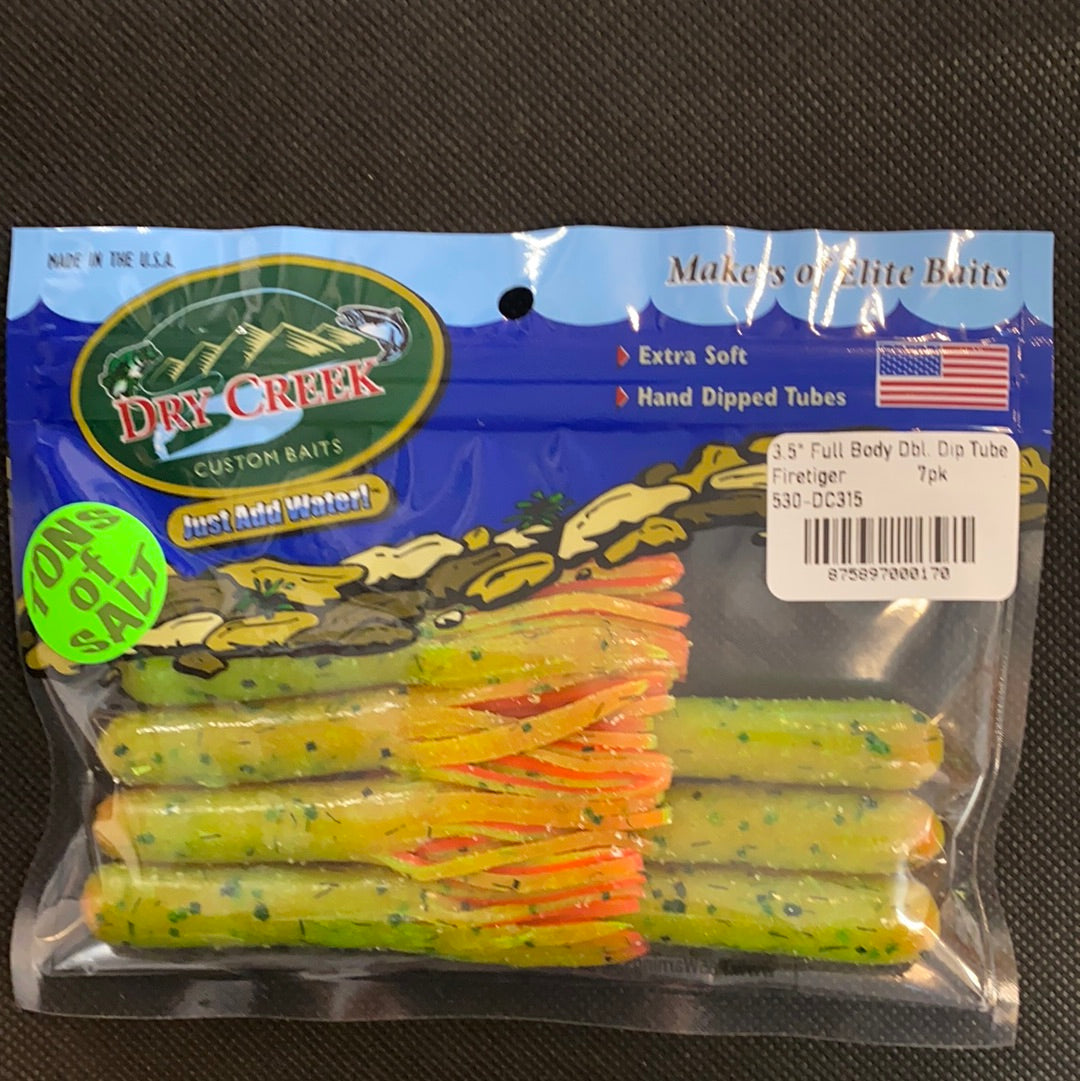 MADE IN THE U.S.A.
Makers of Elite Baits
DRY CREEK
CUSTOM BAITS
Just Add Water!™
Extra Soft
Hand Dipped Tubes
3.5" Full Body Dbl. Dip Tube
Firetiger 7pk
530-DC315
875897000170
TONS
of
SALT